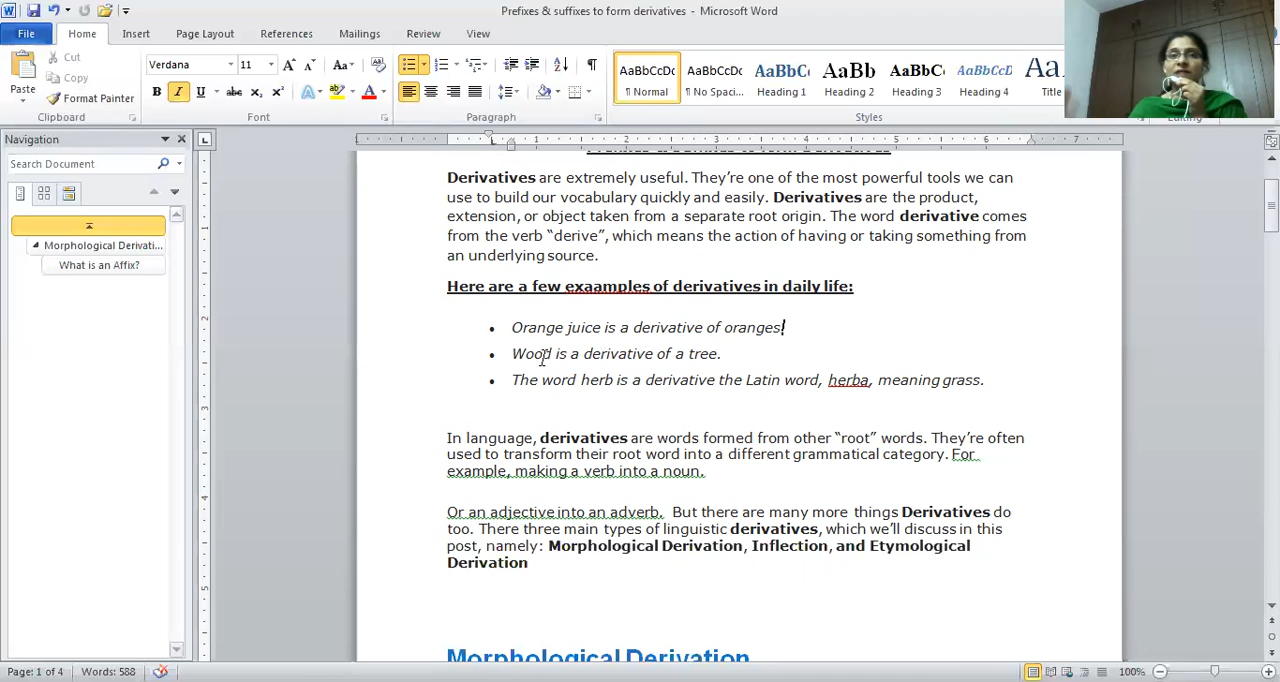 Prefixes & suffixes to form derivatives - Microsoft Word
File Home Insert Page Layout References Mailings Review View
Cut
Copy
Paste
Format Painter
Clipboard
Verdana 11
Font
Paragraph
AaBbCcDc AaBbCcDc AaBbC AaBb AaBbC AaBbCcD
¶ Normal ¶ No Spaci... Heading 1 Heading 2 Heading 3 Heading 4 Title
Styles
Navigation
Search Document
Morphological Derivati...
What is an Affix?
1 2 3 4 5 6 7
Derivatives are extremely useful. They’re one of the most powerful tools we can
use to build our vocabulary quickly and easily. Derivatives are the product,
extension, or object taken from a separate root origin. The word derivative comes
from the verb “derive”, which means the action of having or taking something from
an underlying source.
Here are a few exaamples of derivatives in daily life:
• Orange juice is a derivative of oranges!
• Wood is a derivative of a tree.
• The word herb is a derivative the Latin word, herba, meaning grass.
In language, derivatives are words formed from other “root” words. They’re often
used to transform their root word into a different grammatical category. For
example, making a verb into a noun.
Or an adjective into an adverb. But there are many more things Derivatives do
too. There three main types of linguistic derivatives, which we’ll discuss in this
post, namely: Morphological Derivation, Inflection, and Etymological
Derivation
Morphological Derivation
Page: 1 of 4 Words: 588 100%